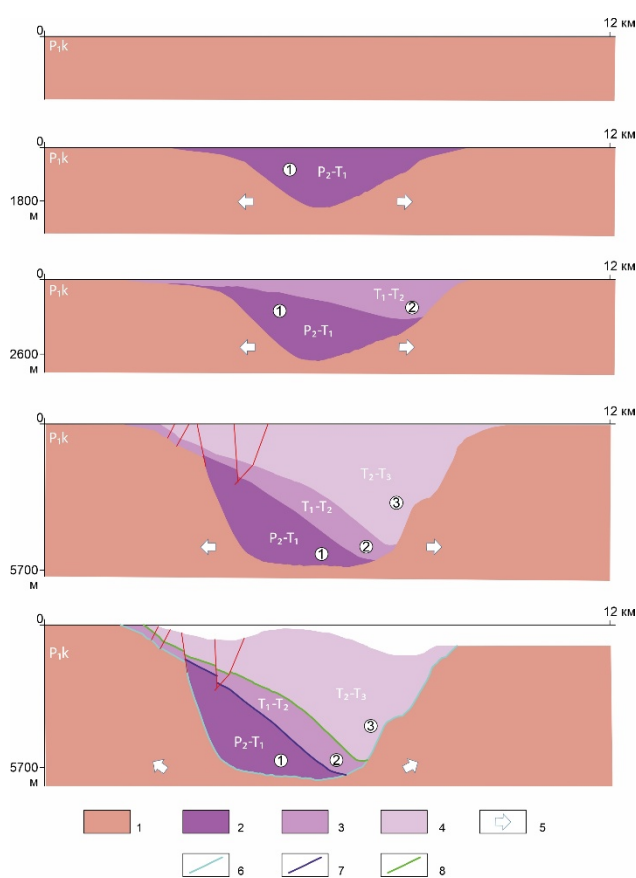 0 12 км
P₁k
0 12 км
P₁k
1 P₂-T₁
1800
м
0 12 км
P₁k
T₁-T₂
1 2
P₂-T₁
2600
м
0 12 км
P₁k
T₂-T₃
3
T₁-T₂
P₂-T₁ 1 2
5700
м
0 12 км
P₁k
T₂-T₃
T₁-T₂
3
P₂-T₁
1 2
5700
м
1 2 3 4 5
6 7 8